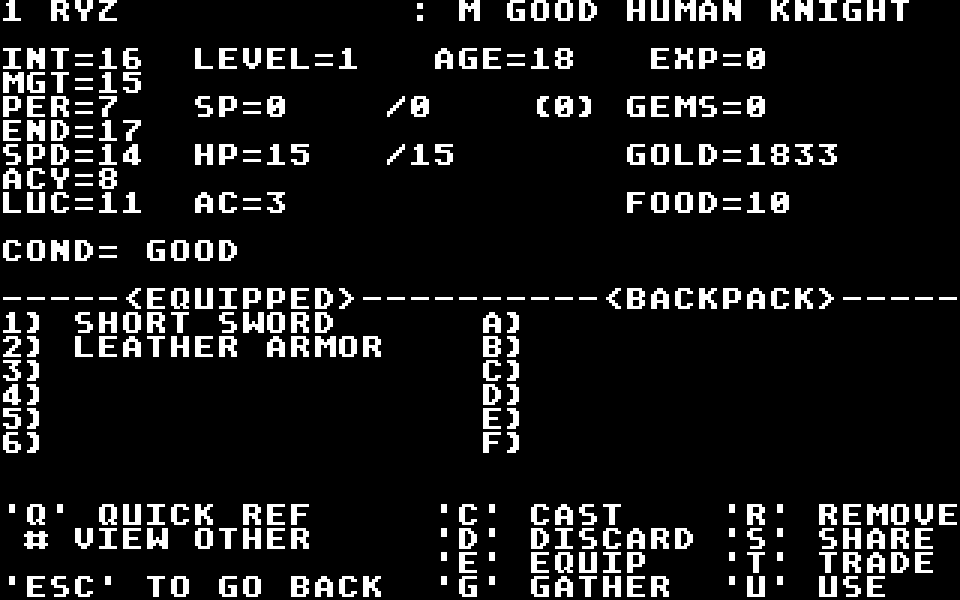 1 RYZ : M GOOD HUMAN KNIGHT
INT=16 LEVEL=1 AGE=18 EXP=0
MGT=15
PER=7 SP=0 /0 (0) GEMS=0
END=17
SPD=14 HP=15 /15 GOLD=1833
ACY=8
LUC=11 AC=3 FOOD=10
COND= GOOD
-----<EQUIPPED>----------<BACKPACK>-----
1) SHORT SWORD A)
2) LEATHER ARMOR B)
3) C)
4) D)
5) E)
6) F)
'Q' QUICK REF 'C' CAST 'R' REMOVE
# VIEW OTHER 'D' DISCARD 'S' SHARE
'E' EQUIP 'T' TRADE
'ESC' TO GO BACK 'G' GATHER 'U' USE